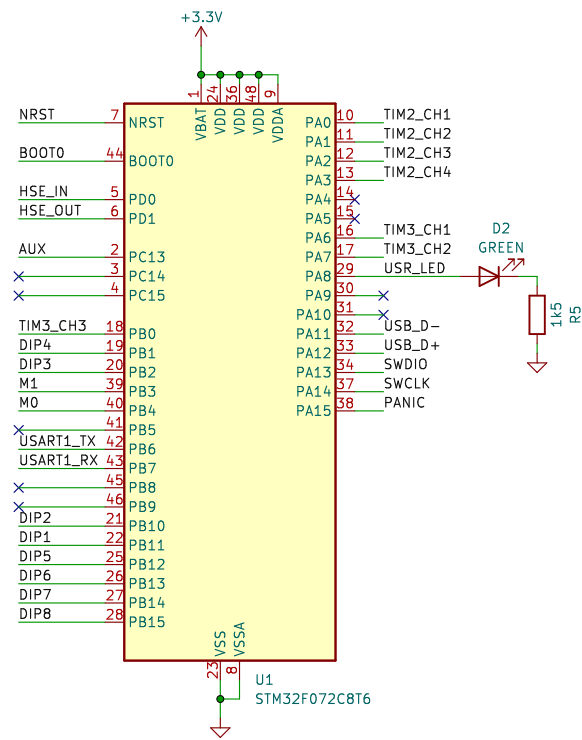 +3.3V
1 24 36 48 9
VBAT VDD VDD VDD VDDA
NRST 7 NRST
BOOT0 44 BOOT0
HSE_IN 5 PD0
HSE_OUT 6 PD1
AUX 2 PC13
3 PC14
4 PC15
TIM3_CH3 18 PB0
DIP4 19 PB1
DIP3 20 PB2
M1 39 PB3
M0 40 PB4
41 PB5
USART1_TX 42 PB6
USART1_RX 43 PB7
45 PB8
46 PB9
DIP2 21 PB10
DIP1 22 PB11
DIP5 25 PB12
DIP6 26 PB13
DIP7 27 PB14
DIP8 28 PB15
PA0 10 TIM2_CH1
PA1 11 TIM2_CH2
PA2 12 TIM2_CH3
PA3 13 TIM2_CH4
PA4 14
PA5 15
PA6 16 TIM3_CH1
PA7 17 TIM3_CH2
PA8 29 USR_LED
PA9 30
PA10 31
PA11 32 USB_D-
PA12 33 USB_D+
PA13 34 SWDIO
PA14 37 SWCLK
PA15 38 PANIC
D2
GREEN
1k5
R5
VSS VSSA
23 8
U1
STM32F072C8T6